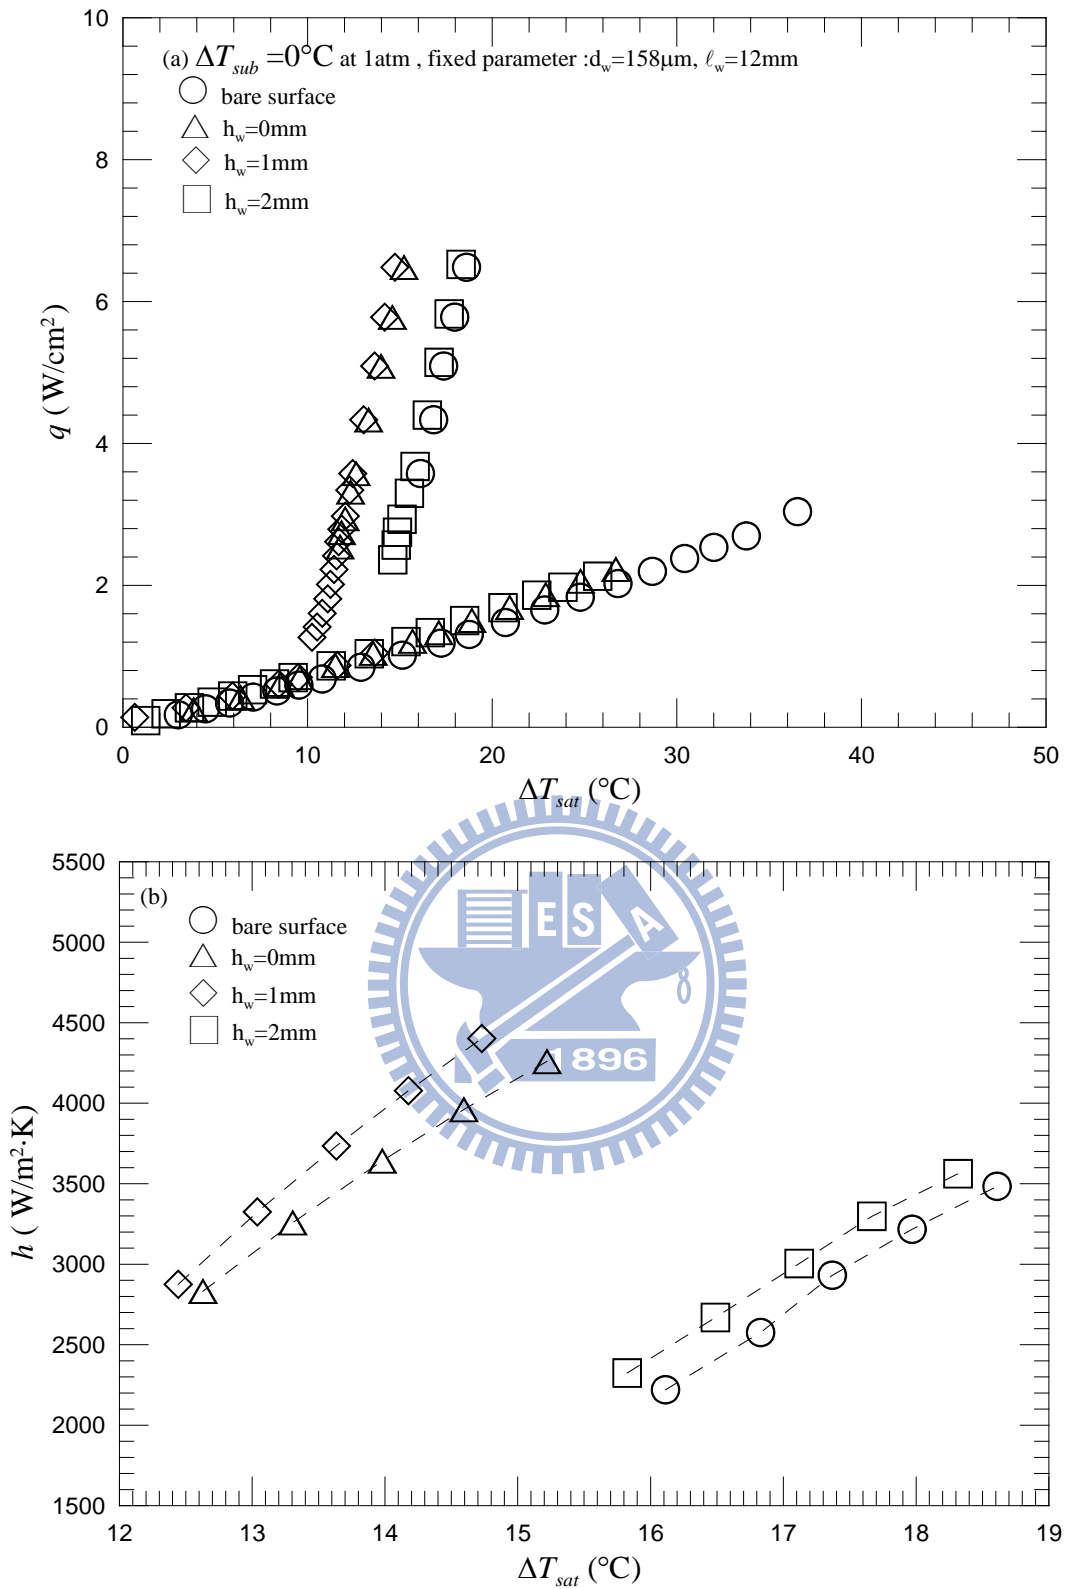 10
(a) ΔTsub =0°C at 1atm , fixed parameter :dw=158μm, ℓw=12mm
bare surface
hw=0mm
8
hw=1mm
hw=2mm
6
q ( W/cm²)
4
2
0
0 10 20 30 40 50
ΔTsat (°C)
5500
(b)
bare surface
5000
hw=0mm
hw=1mm
4500
hw=2mm
E S A
1896
4000
h ( W/m²·K)
3500
3000
2500
2000
1500
12 13 14 15 16 17 18 19
ΔTsat (°C)